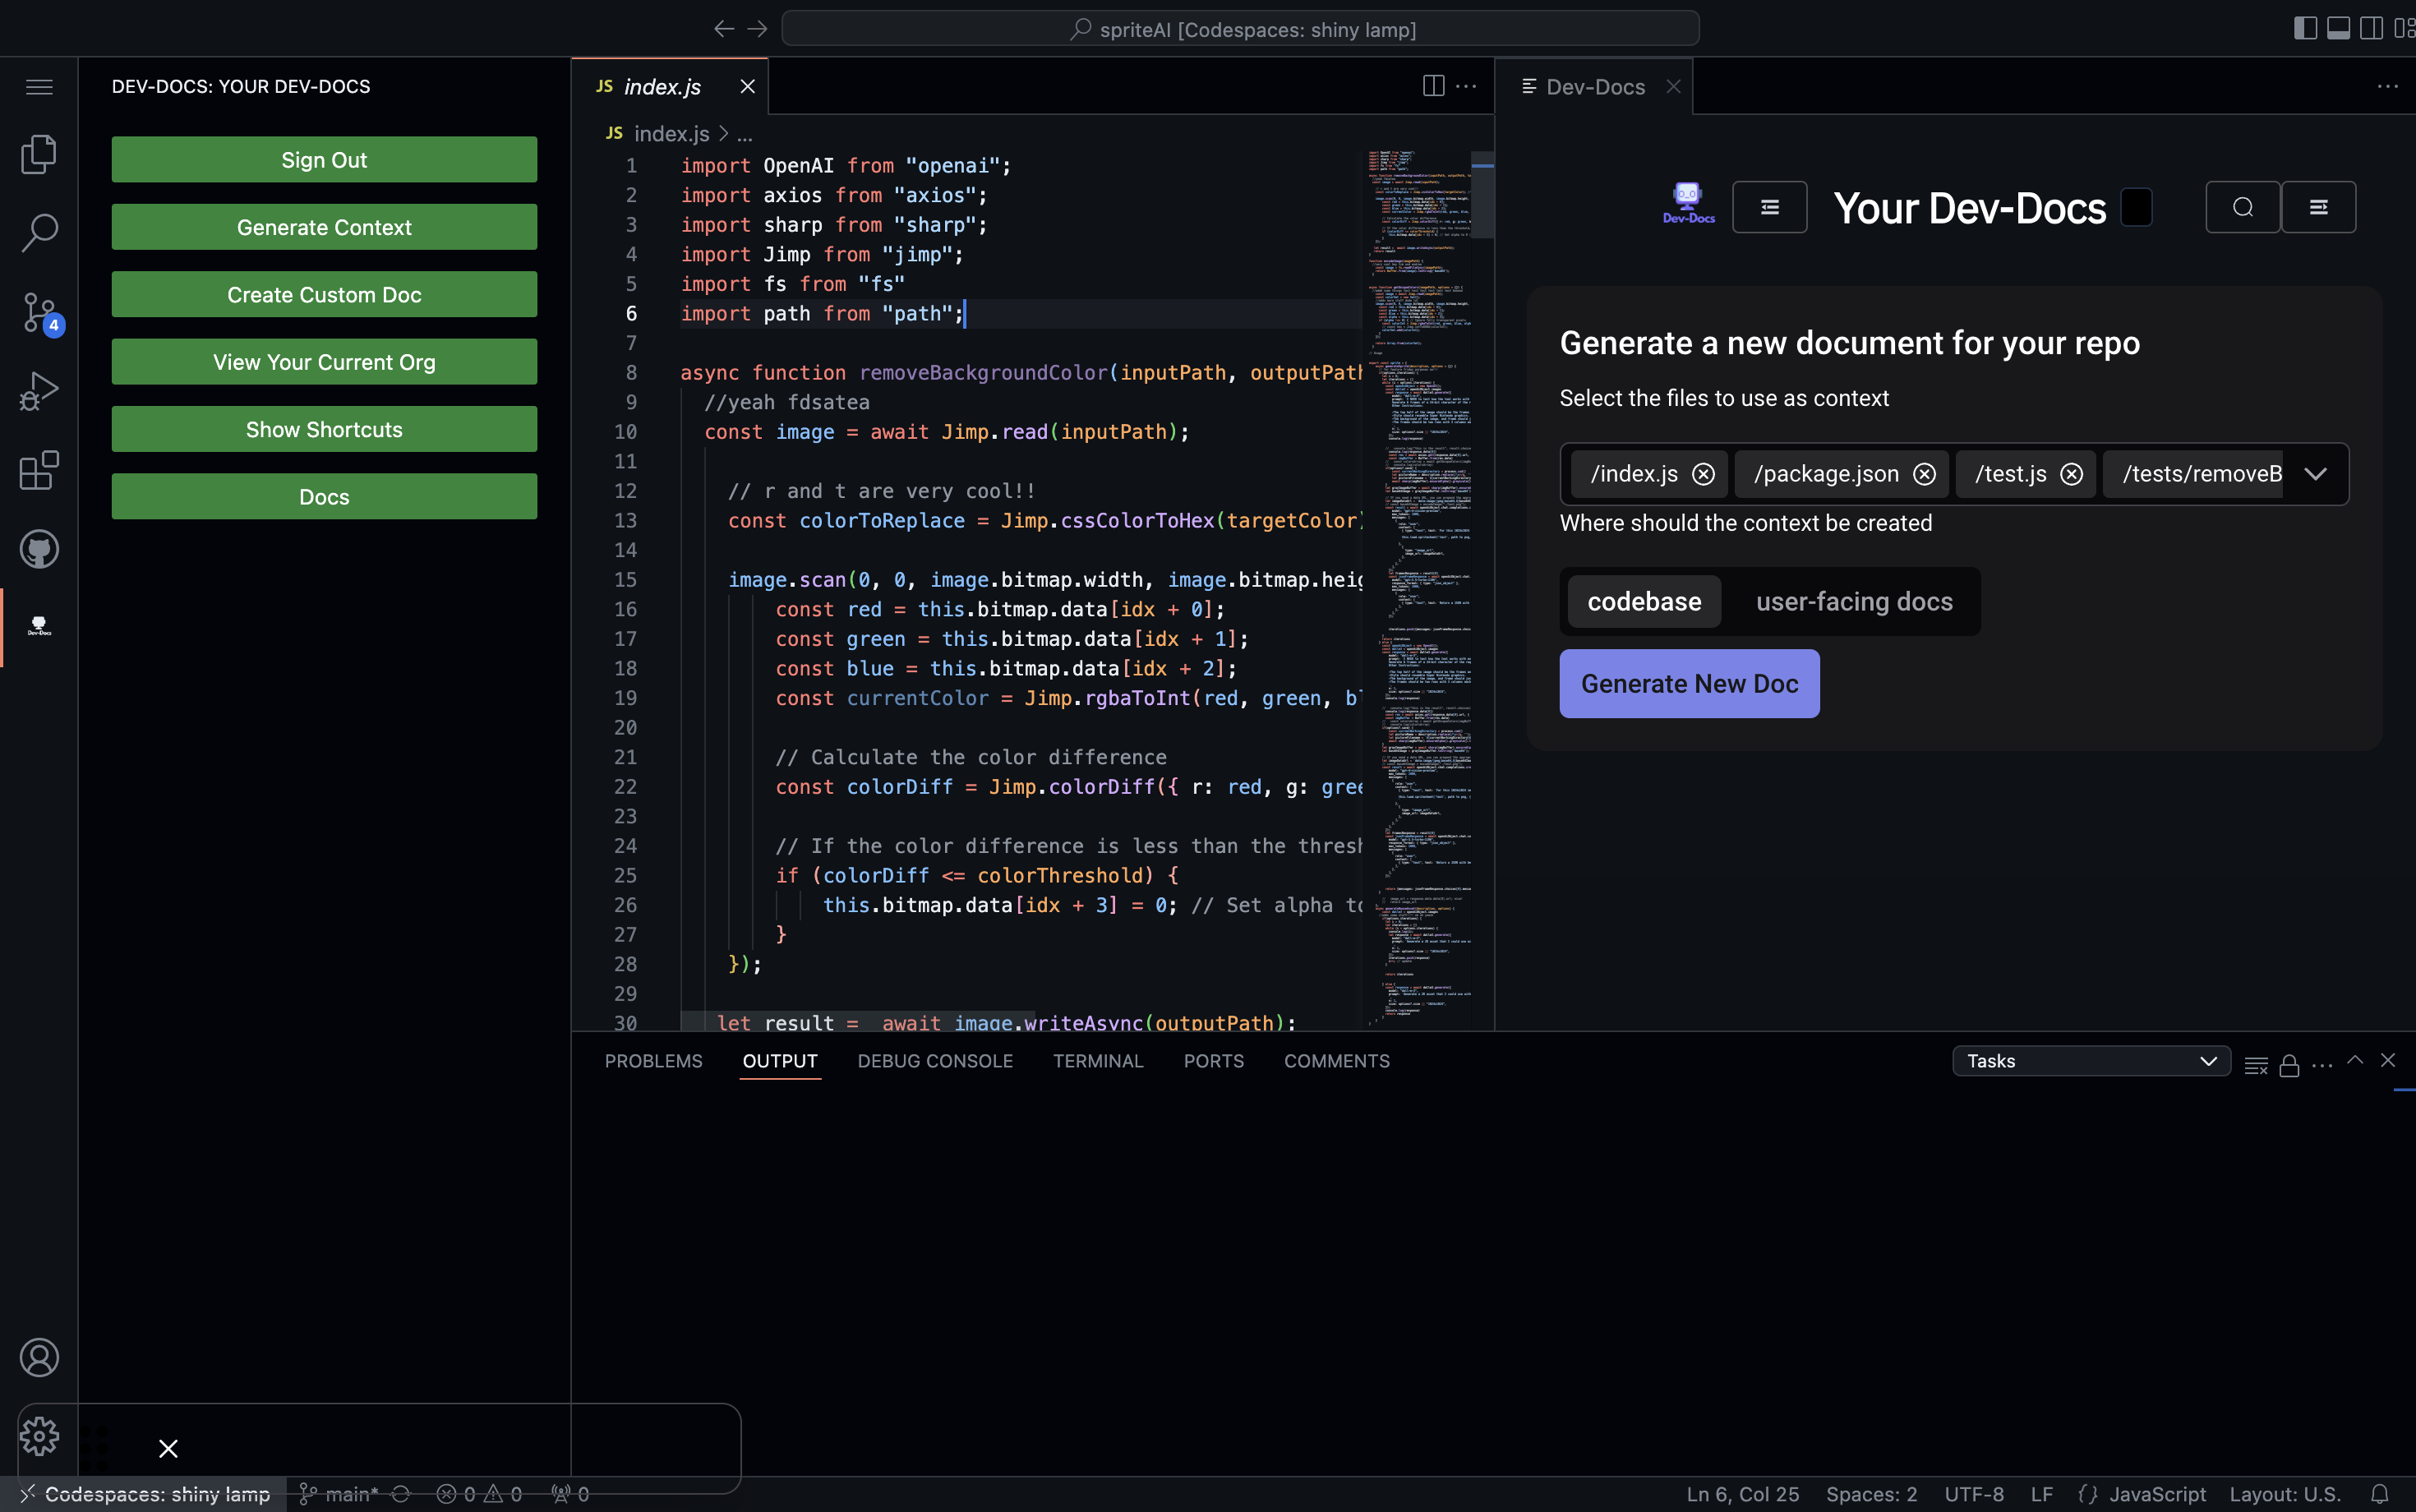 spriteAI [Codespaces: shiny lamp]
DEV-DOCS: YOUR DEV-DOCS
Sign Out
Generate Context
Create Custom Doc
View Your Current Org
Show Shortcuts
Docs
4
Dev-Docs
JS index.js
JS index.js > ...
1 import OpenAI from "openai";
2 import axios from "axios";
3 import sharp from "sharp";
4 import Jimp from "jimp";
5 import fs from "fs"
6 import path from "path";
7
8 async function removeBackgroundColor(inputPath, outputPath
9 //yeah fdsatea
10 const image = await Jimp.read(inputPath);
11
12 // r and t are very cool!!
13 const colorToReplace = Jimp.cssColorToHex(targetColor)
14
15 image.scan(0, 0, image.bitmap.width, image.bitmap.heig
16 const red = this.bitmap.data[idx + 0];
17 const green = this.bitmap.data[idx + 1];
18 const blue = this.bitmap.data[idx + 2];
19 const currentColor = Jimp.rgbaToInt(red, green, bl
20
21 // Calculate the color difference
22 const colorDiff = Jimp.colorDiff({ r: red, g: gree
23
24 // If the color difference is less than the thresh
25 if (colorDiff <= colorThreshold) {
26 this.bitmap.data[idx + 3] = 0; // Set alpha to
27 }
28 });
29
30 let result =  await image.writeAsync(outputPath);
Dev-Docs
Dev-Docs
Your Dev-Docs
Generate a new document for your repo
Select the files to use as context
/index.js /package.json /test.js /tests/removeB
Where should the context be created
codebase user-facing docs
Generate New Doc
PROBLEMS OUTPUT DEBUG CONSOLE TERMINAL PORTS COMMENTS
Tasks
Codespaces: shiny lamp main* 0 0 0
Ln 6, Col 25 Spaces: 2 UTF-8 LF {} JavaScript Layout: U.S.